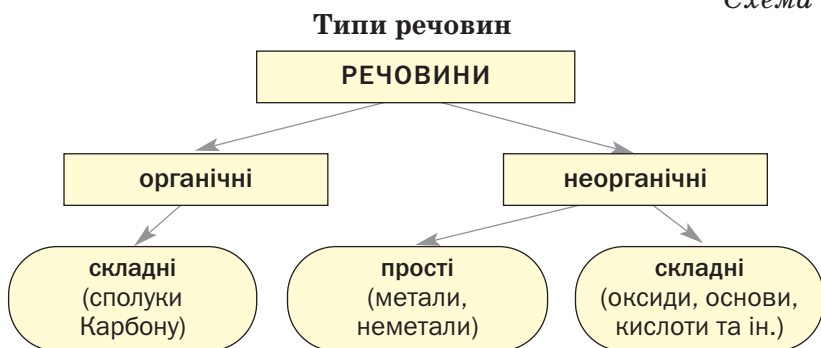 Схема
Типи речовин
РЕЧОВИНИ
органічні
неорганічні
складні
(сполуки
Карбону)
прості
(метали,
неметали)
складні
(оксиди, основи,
кислоти та ін.)